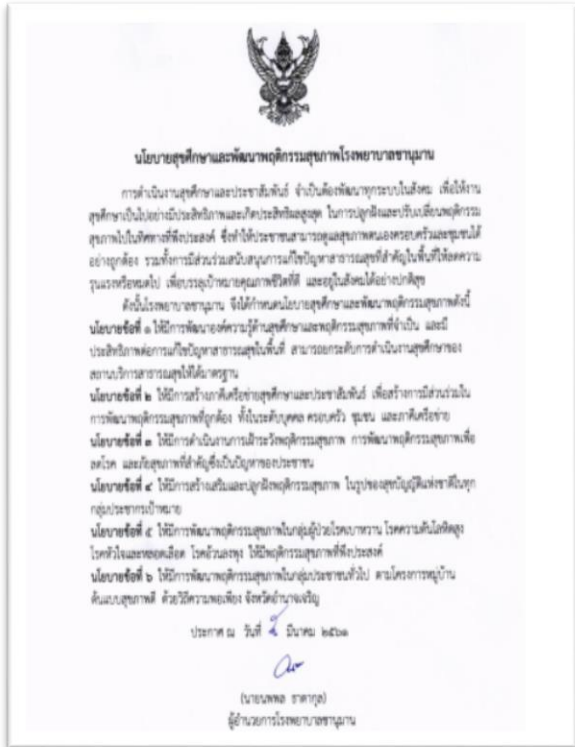 นโยบายสุขศึกษาและพัฒนาพฤติกรรมสุขภาพโรงพยาบาลชานุมาน
การดำเนินงานสุขศึกษาและประชาสัมพันธ์ จำเป็นต้องพัฒนาทุกระบบในสังคม เพื่อให้งาน
สุขศึกษาเป็นไปอย่างมีประสิทธิภาพและเกิดประสิทธิผลสูงสุด ในการปลูกฝังและปรับเปลี่ยนพฤติกรรม
สุขภาพไปในทิศทางที่พึงประสงค์ ซึ่งทำให้ประชาชนสามารถดูแลสุขภาพตนเองครอบครัวและชุมชนได้
อย่างถูกต้อง รวมทั้งการมีส่วนร่วมสนับสนุนการแก้ไขปัญหาสาธารณสุขที่สำคัญในพื้นที่ให้ลดความ
รุนแรงหรือหมดไป เพื่อบรรลุเป้าหมายคุณภาพชีวิตที่ดี และอยู่ในสังคมได้อย่างปกติสุข
ดังนั้นโรงพยาบาลชานุมาน จึงได้กำหนดนโยบายสุขศึกษาและพัฒนาพฤติกรรมสุขภาพดังนี้
นโยบายข้อที่ ๑ ให้มีการพัฒนาองค์ความรู้ด้านสุขศึกษาและพฤติกรรมสุขภาพที่จำเป็น และมี
ประสิทธิภาพต่อการแก้ไขปัญหาสาธารณสุขในพื้นที่ สามารถยกระดับการดำเนินงานสุขศึกษาของ
สถานบริการสาธารณสุขให้ได้มาตรฐาน
นโยบายข้อที่ ๒ ให้มีการสร้างภาคีเครือข่ายสุขศึกษาและประชาสัมพันธ์ เพื่อสร้างการมีส่วนร่วมใน
การพัฒนาพฤติกรรมสุขภาพที่ถูกต้อง ทั้งในระดับบุคคล ครอบครัว ชุมชน และภาคีเครือข่าย
นโยบายข้อที่ ๓ ให้มีการดำเนินงานการเฝ้าระวังพฤติกรรมสุขภาพ การพัฒนาพฤติกรรมสุขภาพเพื่อ
ลดโรค และภัยสุขภาพที่สำคัญซึ่งเป็นปัญหาของประชาชน
นโยบายข้อที่ ๔ ให้มีการสร้างเสริมและปลูกฝังพฤติกรรมสุขภาพ ในรูปของสุขบัญญัติแห่งชาติในทุก
กลุ่มประชากรเป้าหมาย
นโยบายข้อที่ ๕ ให้มีการพัฒนาพฤติกรรมสุขภาพในกลุ่มผู้ป่วยโรคเบาหวาน โรคความดันโลหิตสูง
โรคหัวใจและหลอดเลือด โรคอ้วนลงพุง ให้มีพฤติกรรมสุขภาพที่พึงประสงค์
นโยบายข้อที่ ๖ ให้มีการพัฒนาพฤติกรรมสุขภาพในกลุ่มประชาชนทั่วไป ตามโครงการหมู่บ้าน
ต้นแบบสุขภาพดี ด้วยวิถีความพอเพียง จังหวัดอำนาจเจริญ
ประกาศ ณ วันที่ มีนาคม ๒๕๖๑
(นายนพพล ธาดากุล)
ผู้อำนวยการโรงพยาบาลชานุมาน